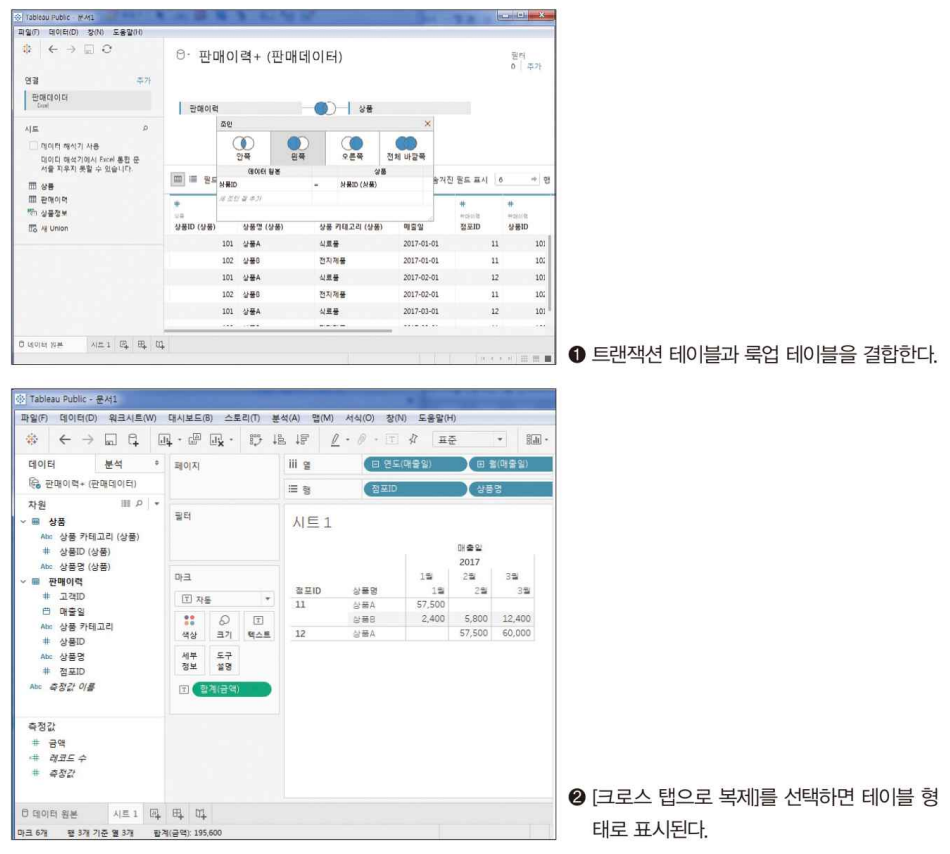 Tableau Public - 문서1
파일(F) 데이터(D) 창(N) 도움말(H)
판매이력+ (판매데이터)
필터
0 추가
연결 추가
판매데이터
Excel
판매이력 상품
조인
안쪽 왼쪽 오른쪽 전체 바깥쪽
데이터 원본 상품
상품ID = 상품ID (상품)
새 조인 절 추가
시트
데이터 해석기 사용
데이터 해석기에서 Excel 통합 문
서를 지우지 못할 수 있습니다.
상품
판매이력
상품정보
새 Union
숨겨진 필드 표시 6 행
상품ID (상품) 상품명 (상품) 상품 카테고리 (상품) 매출일 점포ID 상품ID
101 상품A 식료품 2017-01-01 11 101
102 상품B 전자제품 2017-01-01 11 102
101 상품A 식료품 2017-02-01 12 101
102 상품B 전자제품 2017-02-01 11 102
101 상품A 식료품 2017-03-01 12 101
데이터 원본 시트 1
❶ 트랜잭션 테이블과 룩업 테이블을 결합한다.
Tableau Public - 문서1
파일(F) 데이터(D) 워크시트(W) 대시보드(B) 스토리(T) 분석(A) 맵(M) 서식(O) 창(N) 도움말(H)
표준
데이터 분석
판매이력+ (판매데이터)
차원
상품
Abc 상품 카테고리 (상품)
# 상품ID (상품)
Abc 상품명 (상품)
판매이력
# 고객ID
매출일
Abc 상품 카테고리
# 상품ID
Abc 상품명
# 점포ID
Abc 측정값 이름
측정값
# 금액
레코드 수
# 측정값
페이지
필터
마크
자동
색상 크기 텍스트
세부
정보
도구
설명
합계(금액)
열 연도(매출일) 월(매출일)
행 점포ID 상품명
시트 1
매출일
2017
1월 2월 3월
점포ID 상품명 1월 2월 3월
11 상품A 57,500
상품B 2,400 5,800 12,400
12 상품A 57,500 60,000
데이터 원본 시트 1
마크 6개 행 3개 기준 열 3개 합계(금액): 195,600
❷ [크로스 탭으로 복제]를 선택하면 테이블 형
태로 표시된다.